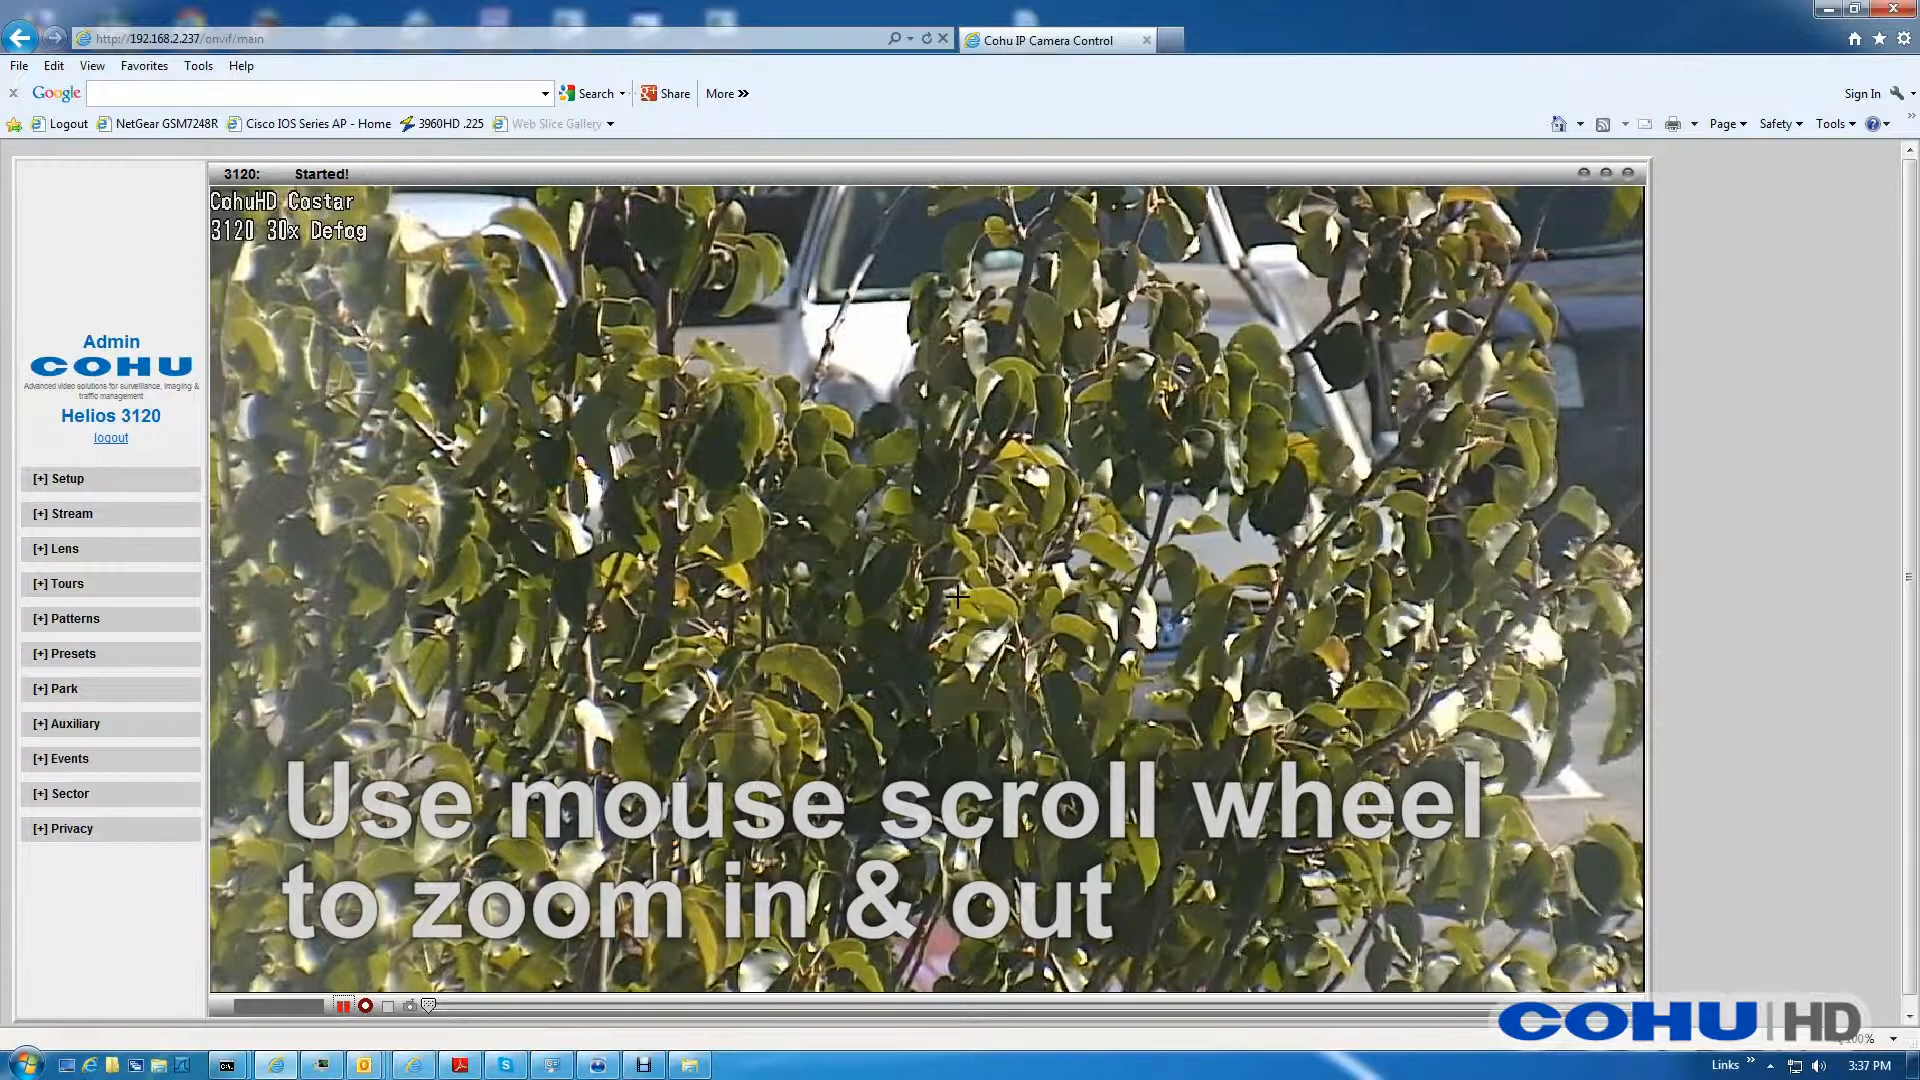 http://192.168.2.237/onvif/main
Cohu IP Camera Control
File Edit View Favorites Tools Help
Google Search Share More »
Sign In
Logout NetGear GSM7248R Cisco IOS Series AP - Home 3960HD .225 Web Slice Gallery
Page Safety Tools
3120: Started!
CohuHD Costar
3120 30x Defog
Admin
COHU
Advanced video solutions for surveillance, imaging &
traffic management
Helios 3120
logout
[+] Setup
[+] Stream
[+] Lens
[+] Tours
[+] Patterns
[+] Presets
[+] Park
[+] Auxiliary
[+] Events
[+] Sector
[+] Privacy
Use mouse scroll wheel
to zoom in & out
COHU | HD
Links »
3:37 PM